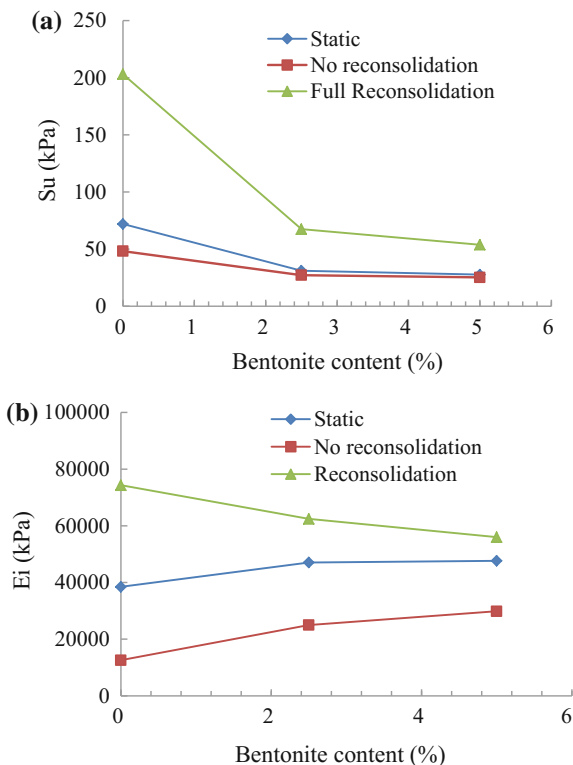 (a)
Static
No reconsolidation
Full Reconsolidation
250
200
150
100
50
0
Su (kPa)
0 1 2 3 4 5 6
Bentonite content (%)
(b)
Static
No reconsolidation
Reconsolidation
100000
80000
60000
40000
20000
0
Ei (kPa)
0 2 4 6
Bentonite content (%)